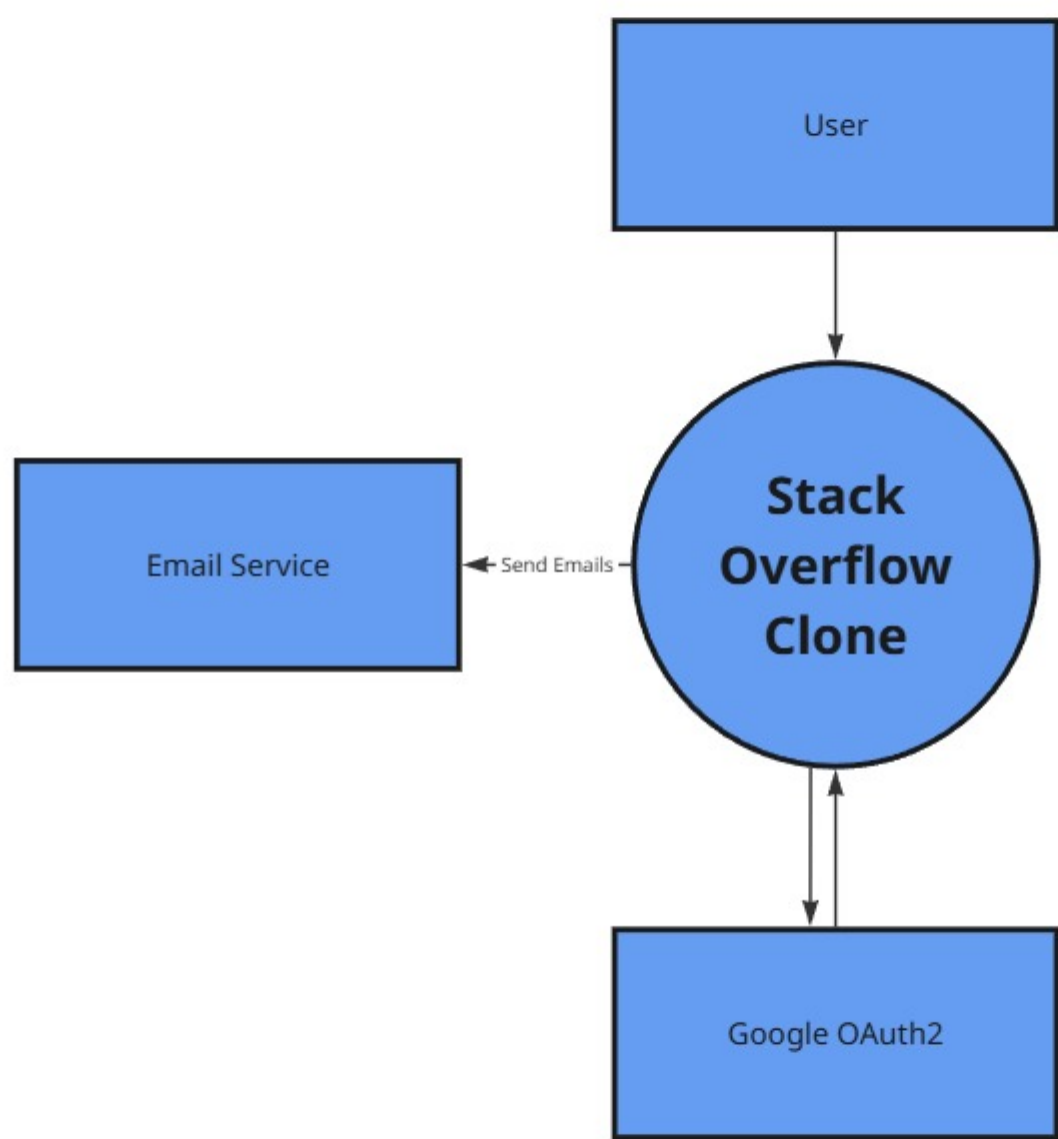 User
Stack
Overflow
Clone
Email Service
Send Emails
Google OAuth2